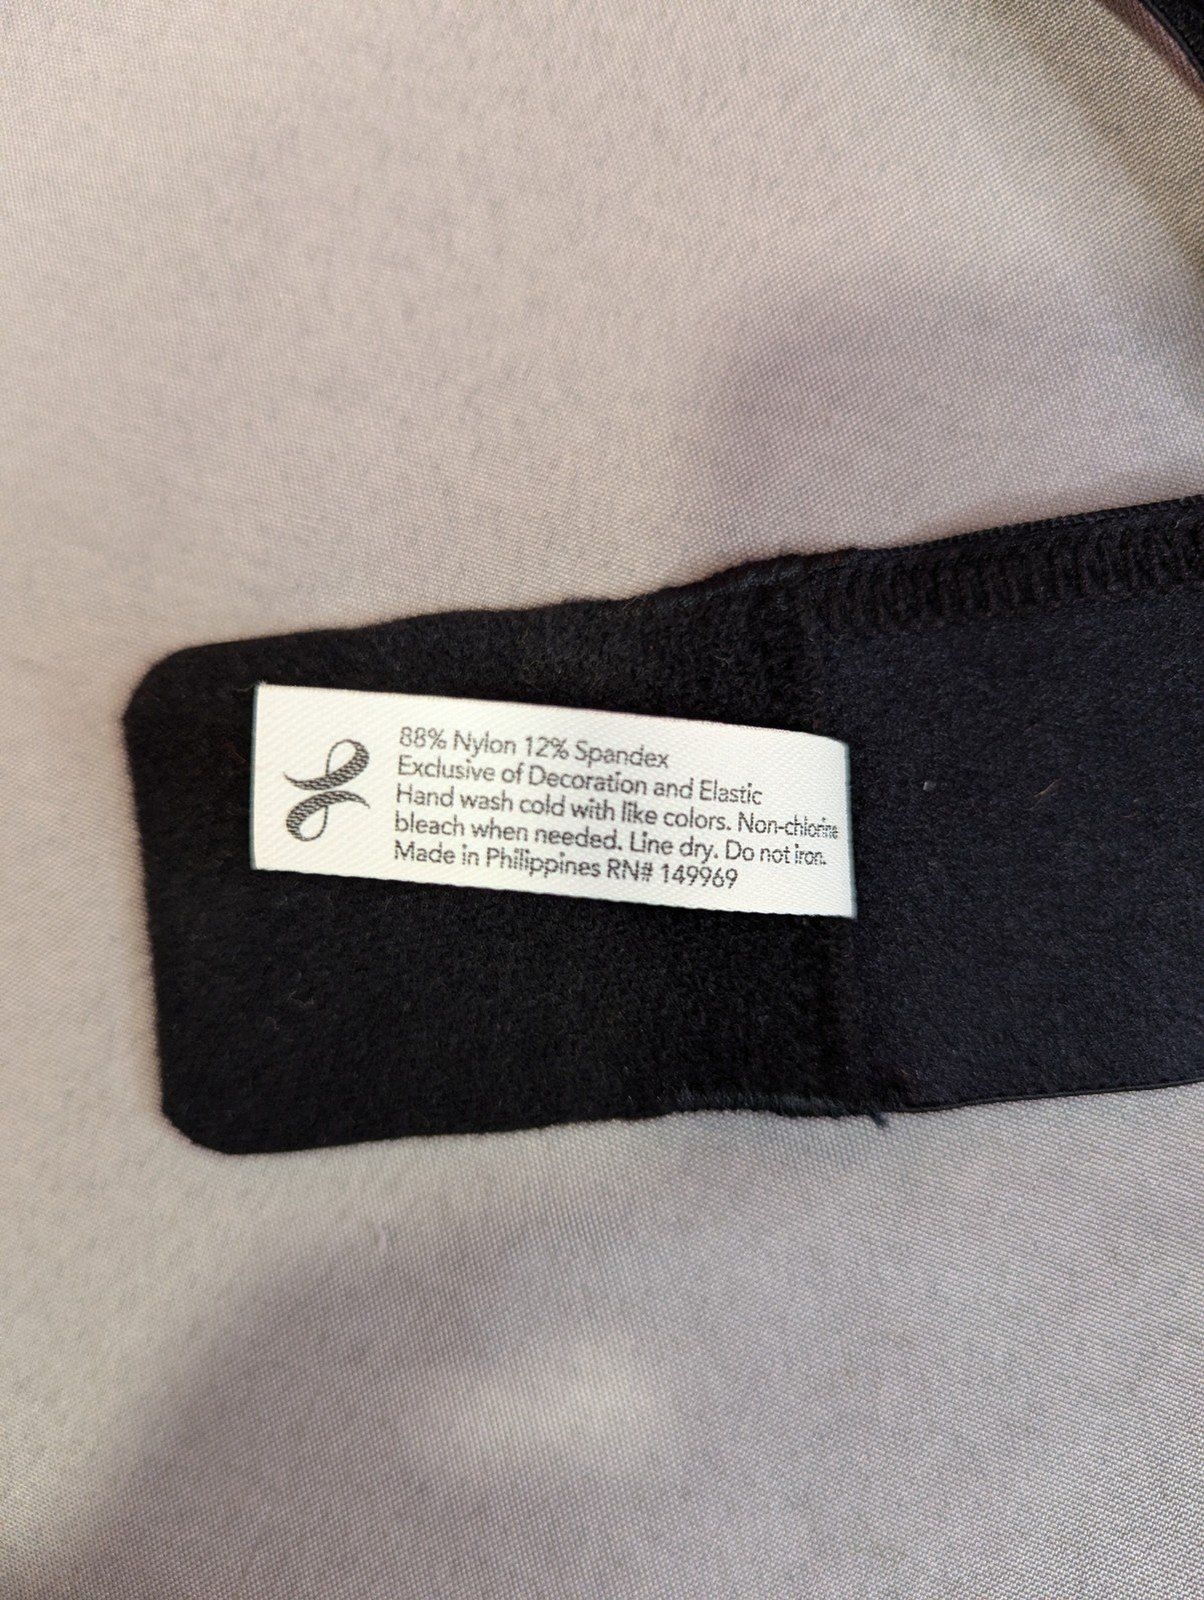 88% Nylon 12% Spandex
Exclusive of Decoration and Elastic
Hand wash cold with like colors. Non-chlorine
bleach when needed. Line dry. Do not iron.
Made in Philippines RN# 149969